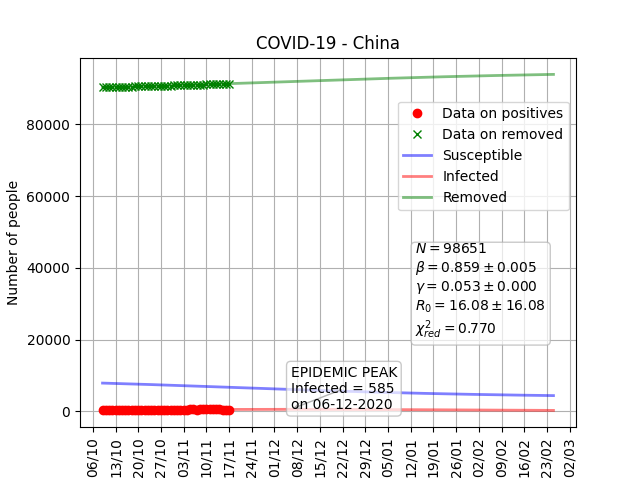 COVID-19 - China
Number of people
80000
60000
40000
20000
0
Data on positives
Data on removed
Susceptible
Infected
Removed
N = 98651
β = 0.859 ± 0.005
γ = 0.053 ± 0.000
R₀ = 16.08 ± 16.08
χ²_red = 0.770
EPIDEMIC PEAK
Infected = 585
on 06-12-2020
06/10
13/10
20/10
27/10
03/11
10/11
17/11
24/11
01/12
08/12
15/12
22/12
29/12
05/01
12/01
19/01
26/01
02/02
09/02
16/02
23/02
02/03